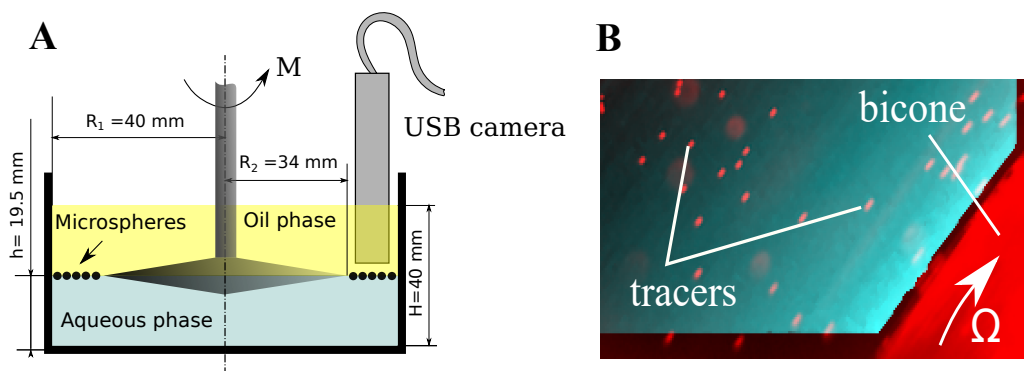 A
M
R₁ =40 mm
USB camera
R₂ =34 mm
h= 19.5 mm
Microspheres
Oil phase
Aqueous phase
H=40 mm
B
bicone
tracers
Ω